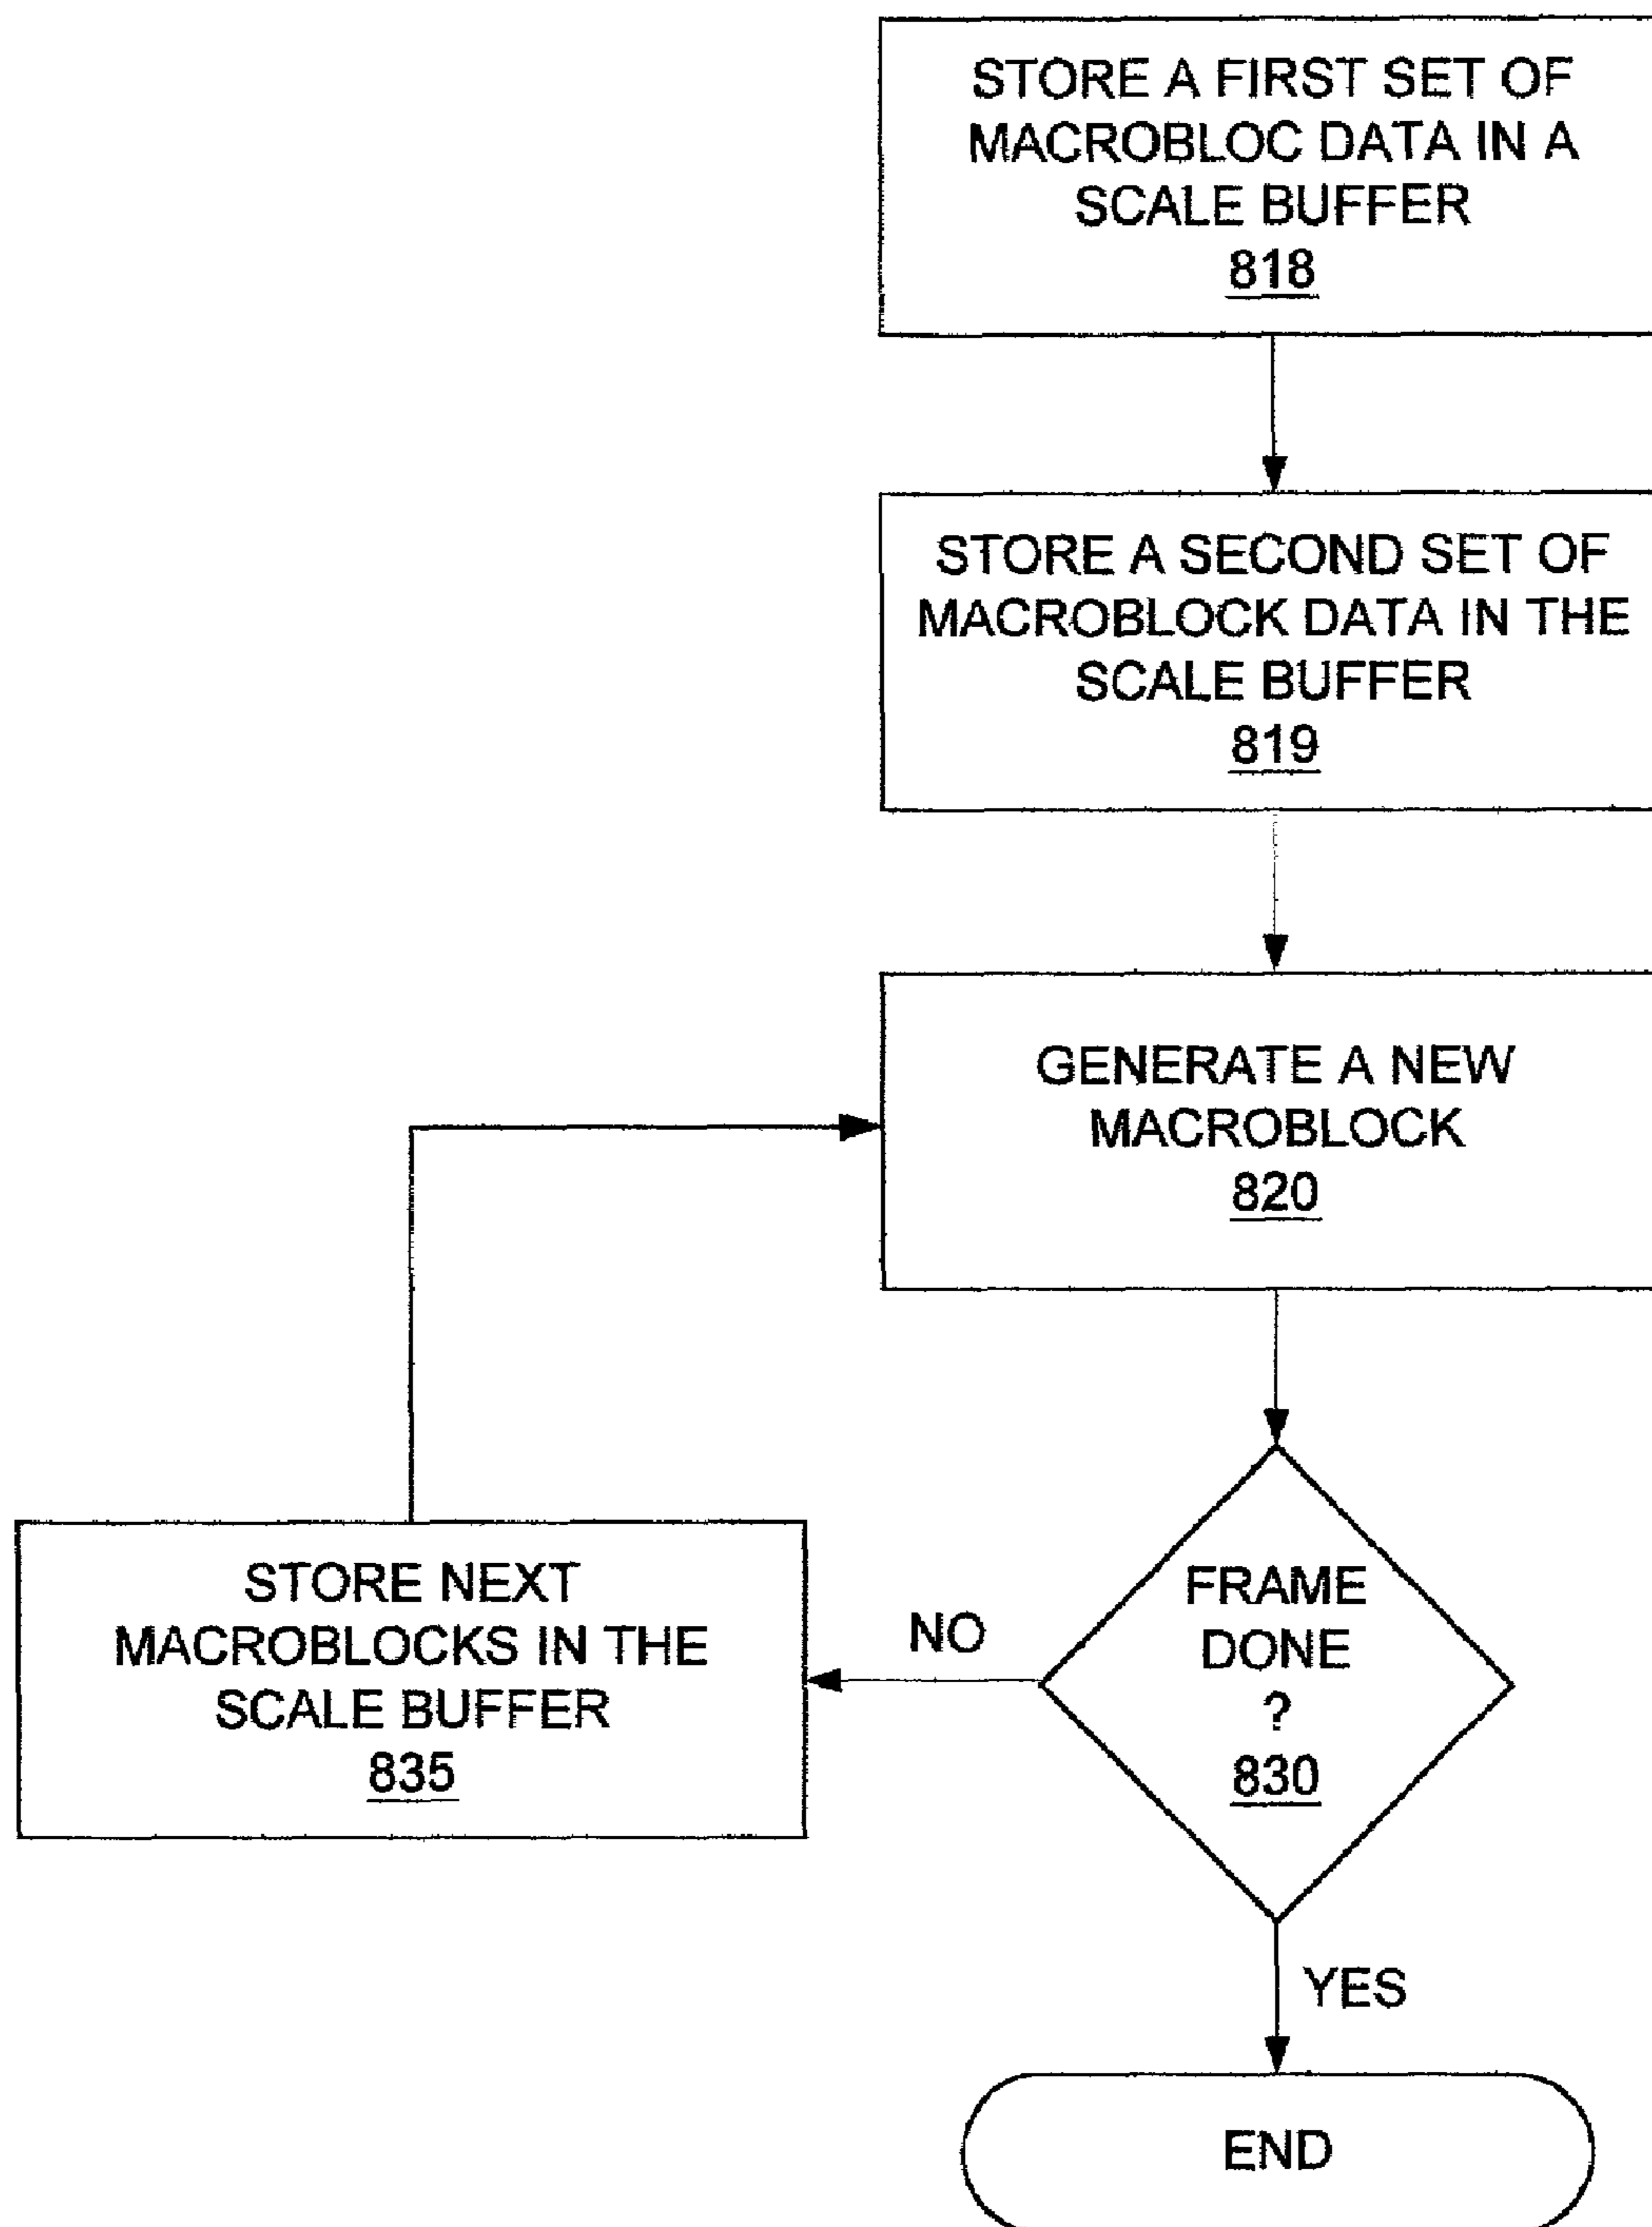 STORE A FIRST SET OF
MACROBLOC DATA IN A
SCALE BUFFER
818
STORE A SECOND SET OF
MACROBLOCK DATA IN THE
SCALE BUFFER
819
GENERATE A NEW
MACROBLOCK
820
STORE NEXT
MACROBLOCKS IN THE
SCALE BUFFER
835
NO
FRAME
DONE
?
830
YES
END